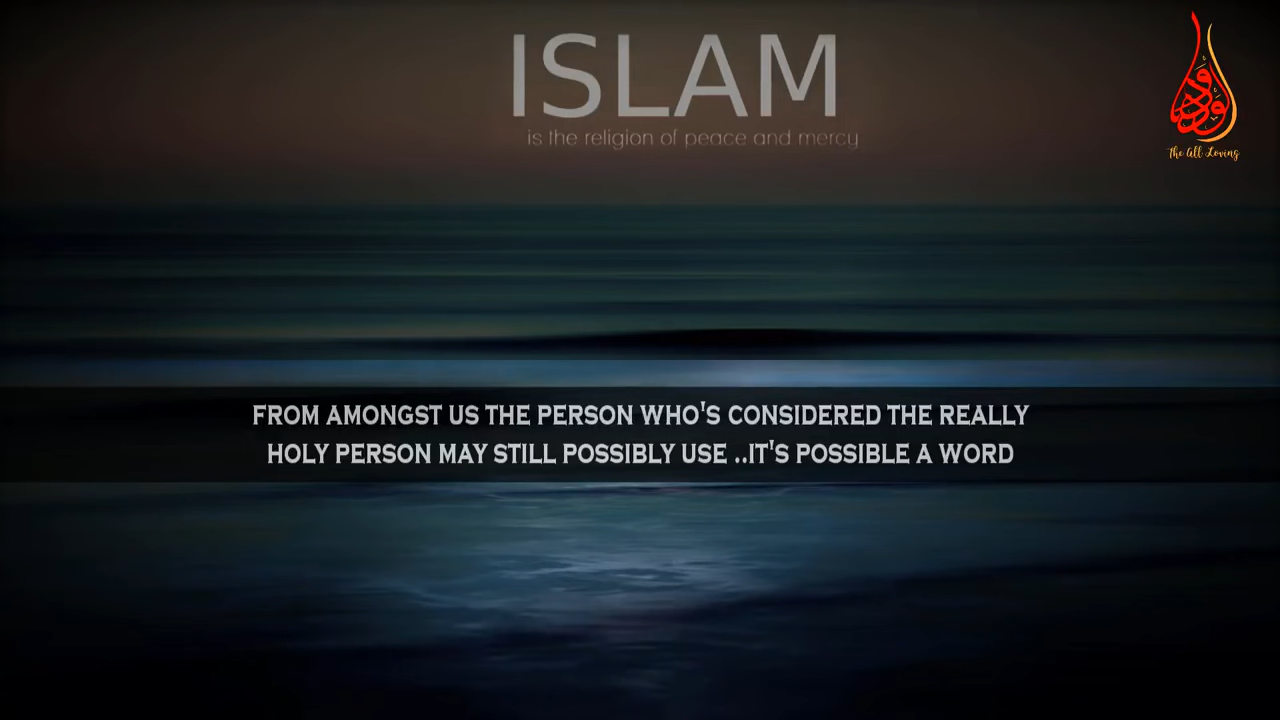 ISLAM
is the religion of peace and mercy
الودود
The All Loving
FROM AMONGST US THE PERSON WHO'S CONSIDERED THE REALLY
HOLY PERSON MAY STILL POSSIBLY USE ..IT'S POSSIBLE A WORD